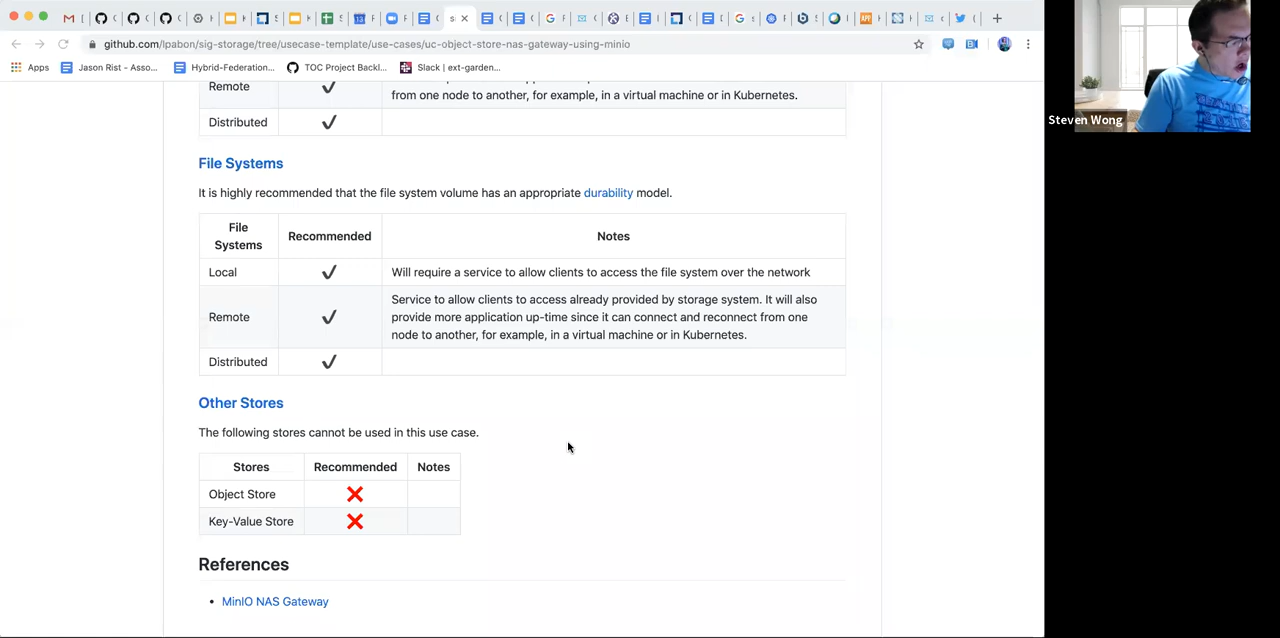 github.com/lpabon/sig-storage/tree/usecase-template/use-cases/uc-object-store-nas-gateway-using-minio
Apps Jason Rist - Asso... Hybrid-Federation... TOC Project Backl... Slack | ext-garden...
Steven Wong
Remote
from one node to another, for example, in a virtual machine or in Kubernetes.
Distributed
File Systems
It is highly recommended that the file system volume has an appropriate durability model.
File Systems Recommended Notes
Local Will require a service to allow clients to access the file system over the network
Service to allow clients to access already provided by storage system. It will also
Remote provide more application up-time since it can connect and reconnect from one
node to another, for example, in a virtual machine or in Kubernetes.
Distributed
Other Stores
The following stores cannot be used in this use case.
Stores Recommended Notes
Object Store
Key-Value Store
References
MinIO NAS Gateway